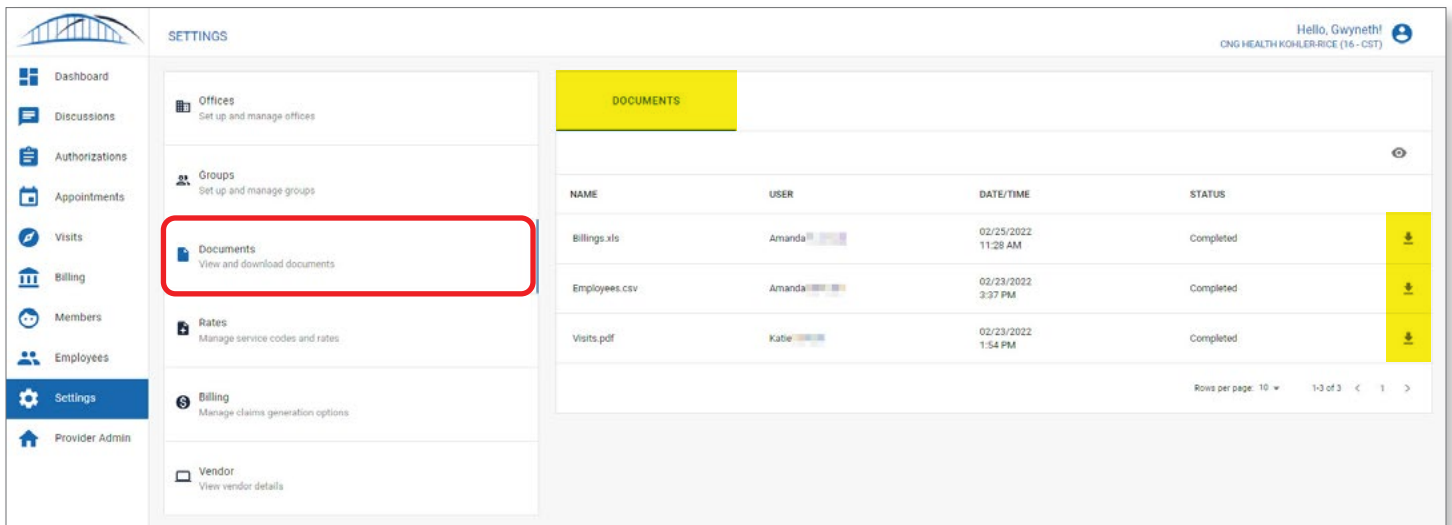 SETTINGS
Hello, Gwyneth!
CNG HEALTH KOHLER-RICE (16 - CST)
Dashboard
Discussions
Authorizations
Appointments
Visits
Billing
Members
Employees
Settings
Provider Admin
Offices
Set up and manage offices
Groups
Set up and manage groups
Documents
View and download documents
Rates
Manage service codes and rates
Billing
Manage claims generation options
Vendor
View vendor details
DOCUMENTS
NAME USER DATE/TIME STATUS
Billings.xls Amanda 02/25/2022 Completed
11:28 AM
Employees.csv Amanda 02/23/2022 Completed
3:37 PM
Visits.pdf Katie 02/23/2022 Completed
1:54 PM
Rows per page: 10 1-3 of 3 < 1 >